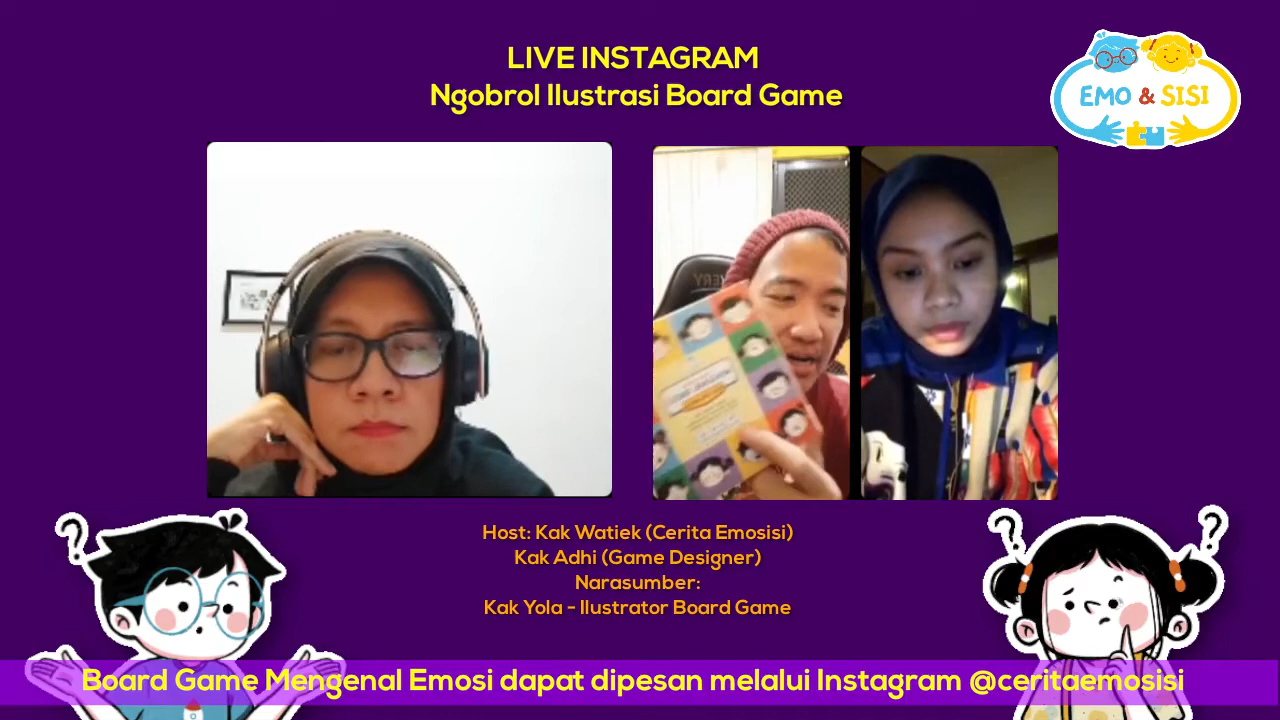 LIVE INSTAGRAM
Ngobrol Ilustrasi Board Game
EMO & SISI
Host: Kak Watiek (Cerita Emosisi)
Kak Adhi (Game Designer)
Narasumber:
Kak Yola - Ilustrator Board Game
Board Game Mengenal Emosi dapat dipesan melalui Instagram @ceritaemosisi